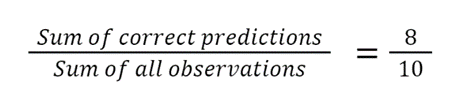 Sum of correct predictions
Sum of all observations
=
8
10